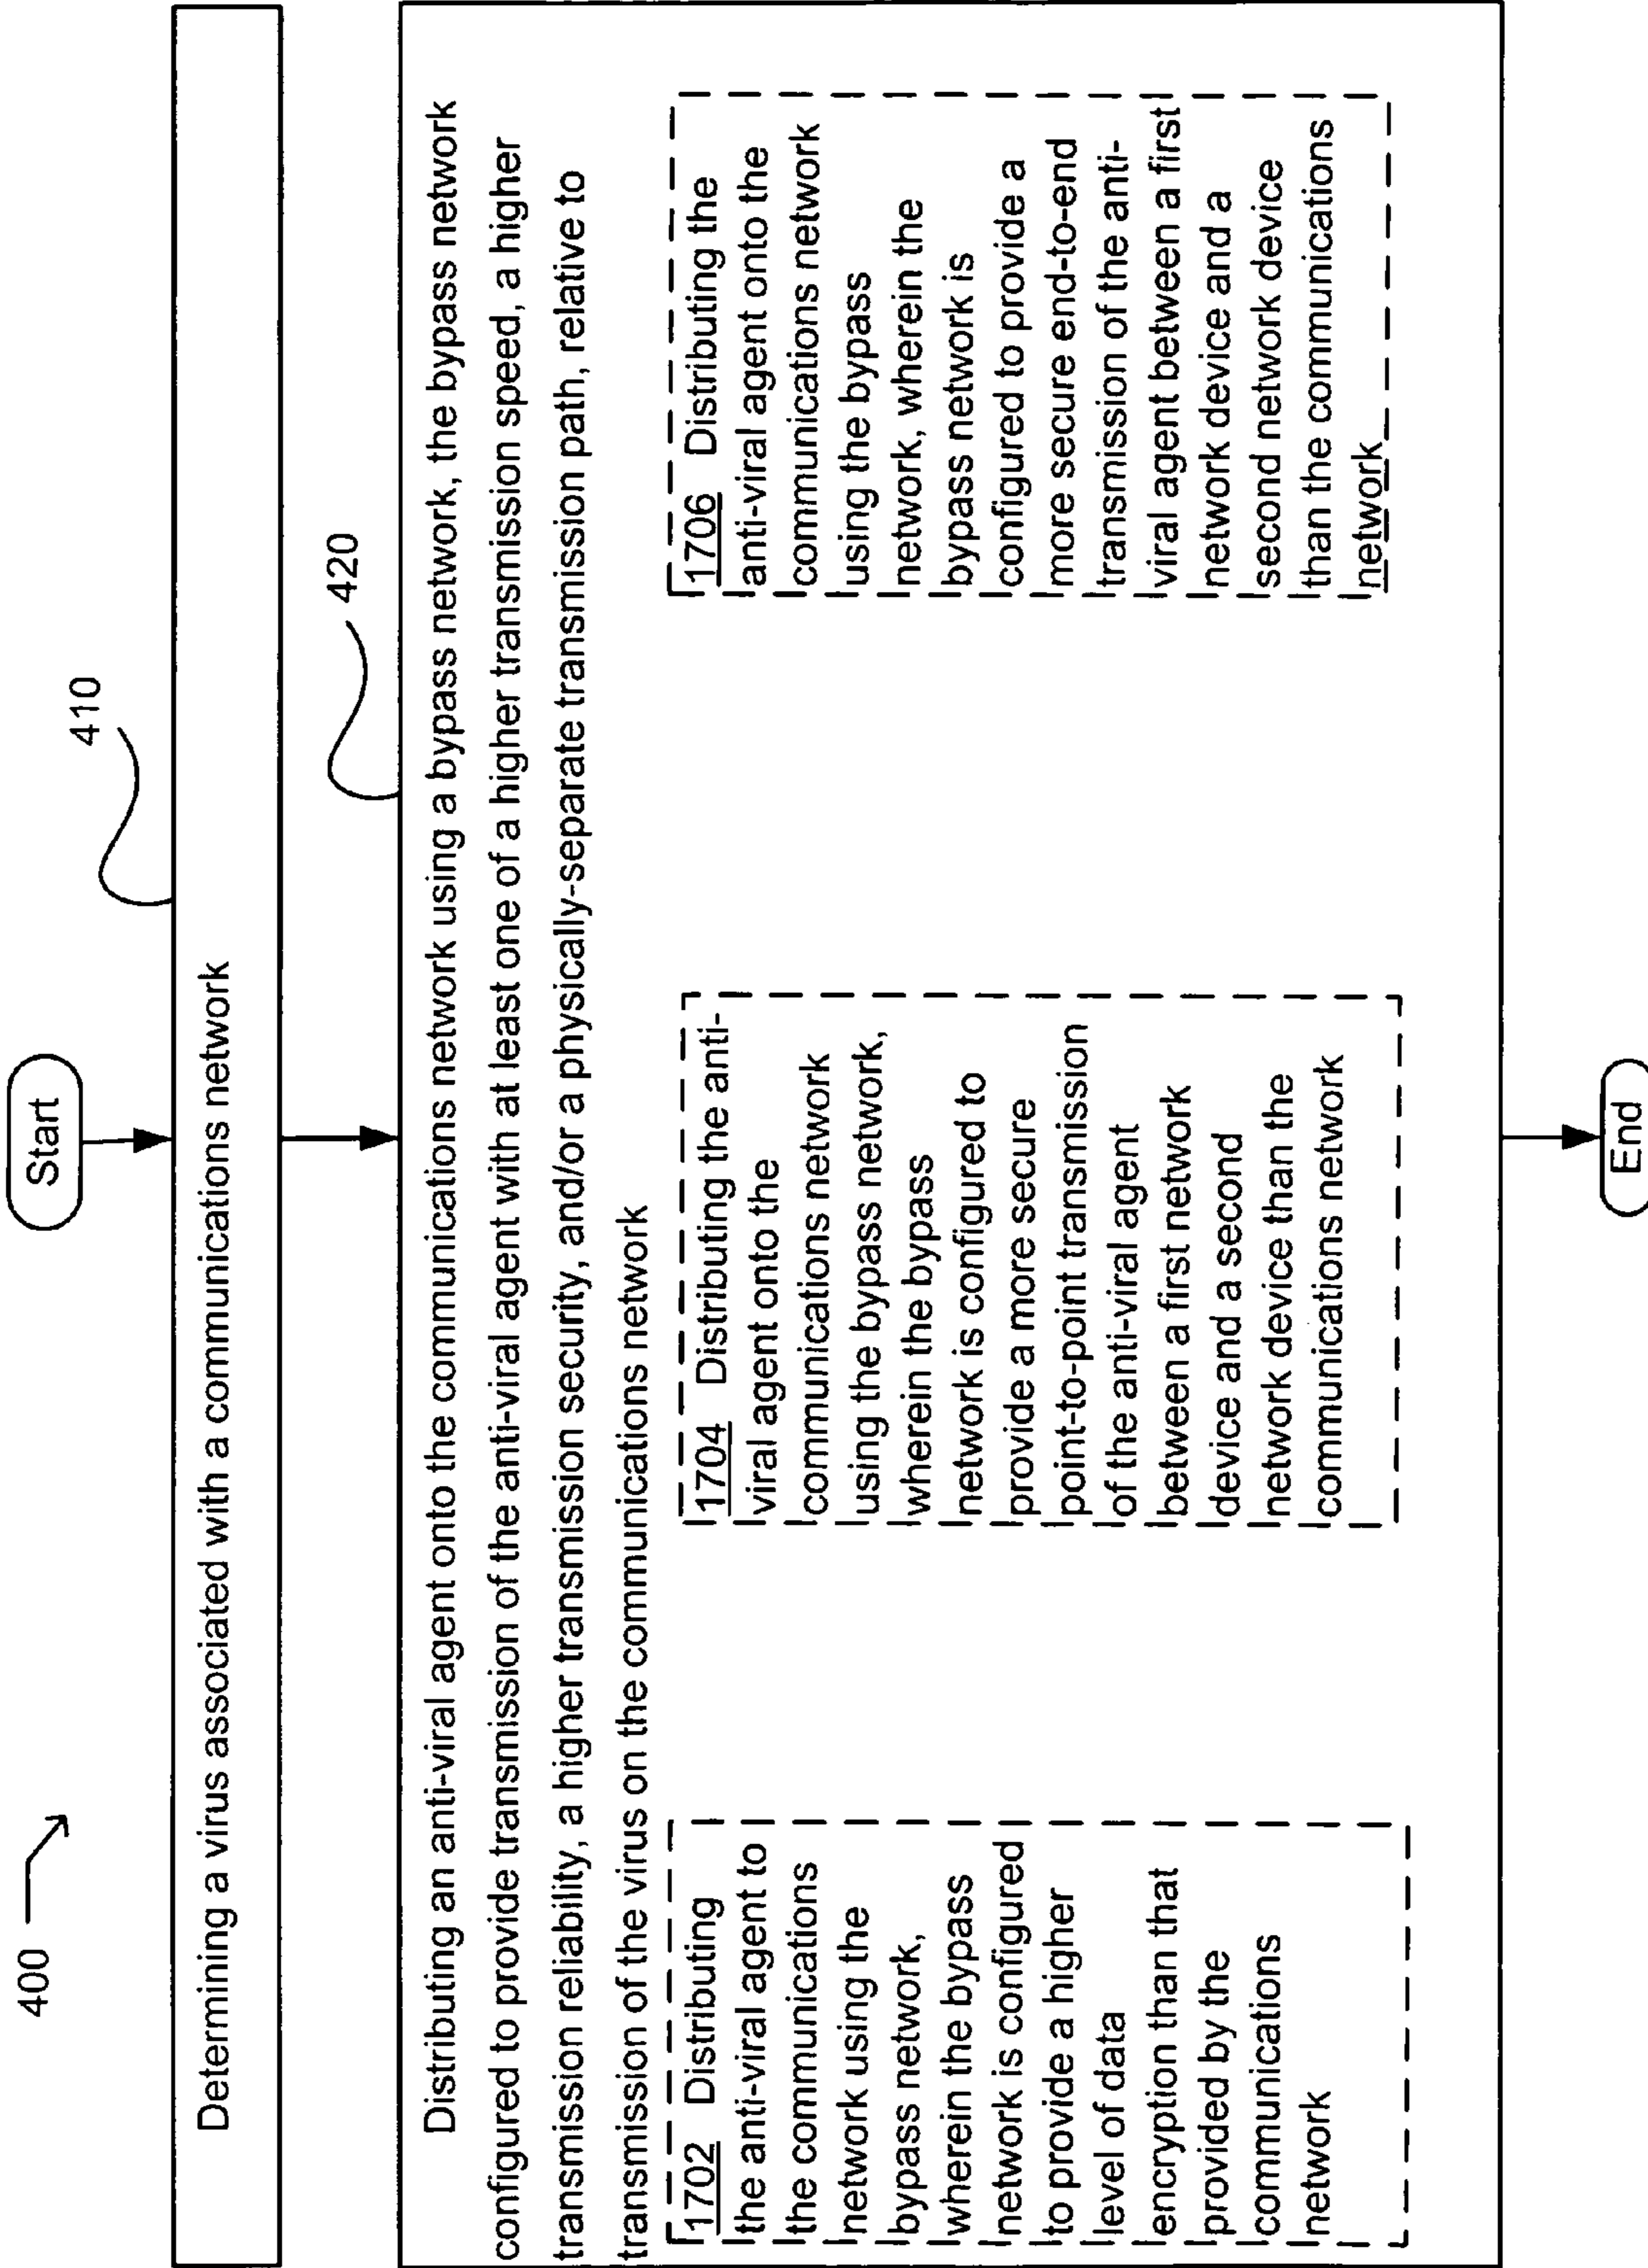 400
Start
410
Determining a virus associated with a communications network
420
Distributing an anti-viral agent onto the communications network using a bypass network, the bypass network
configured to provide transmission of the anti-viral agent with at least one of a higher transmission speed, a higher
transmission reliability, a higher transmission security, and/or a physically-separate transmission path, relative to
transmission of the virus on the communications network
1702 Distributing
the anti-viral agent to
the communications
network using the
bypass network,
wherein the bypass
network is configured
to provide a higher
level of data
encryption than that
provided by the
communications
network
1704 Distributing the anti-
viral agent onto the
communications network
using the bypass network,
wherein the bypass
network is configured to
provide a more secure
point-to-point transmission
of the anti-viral agent
between a first network
device and a second
network device than the
communications network
1706 Distributing the
anti-viral agent onto the
communications network
using the bypass
network, wherein the
bypass network is
configured to provide a
more secure end-to-end
transmission of the anti-
viral agent between a first
network device and a
second network device
than the communications
network
End